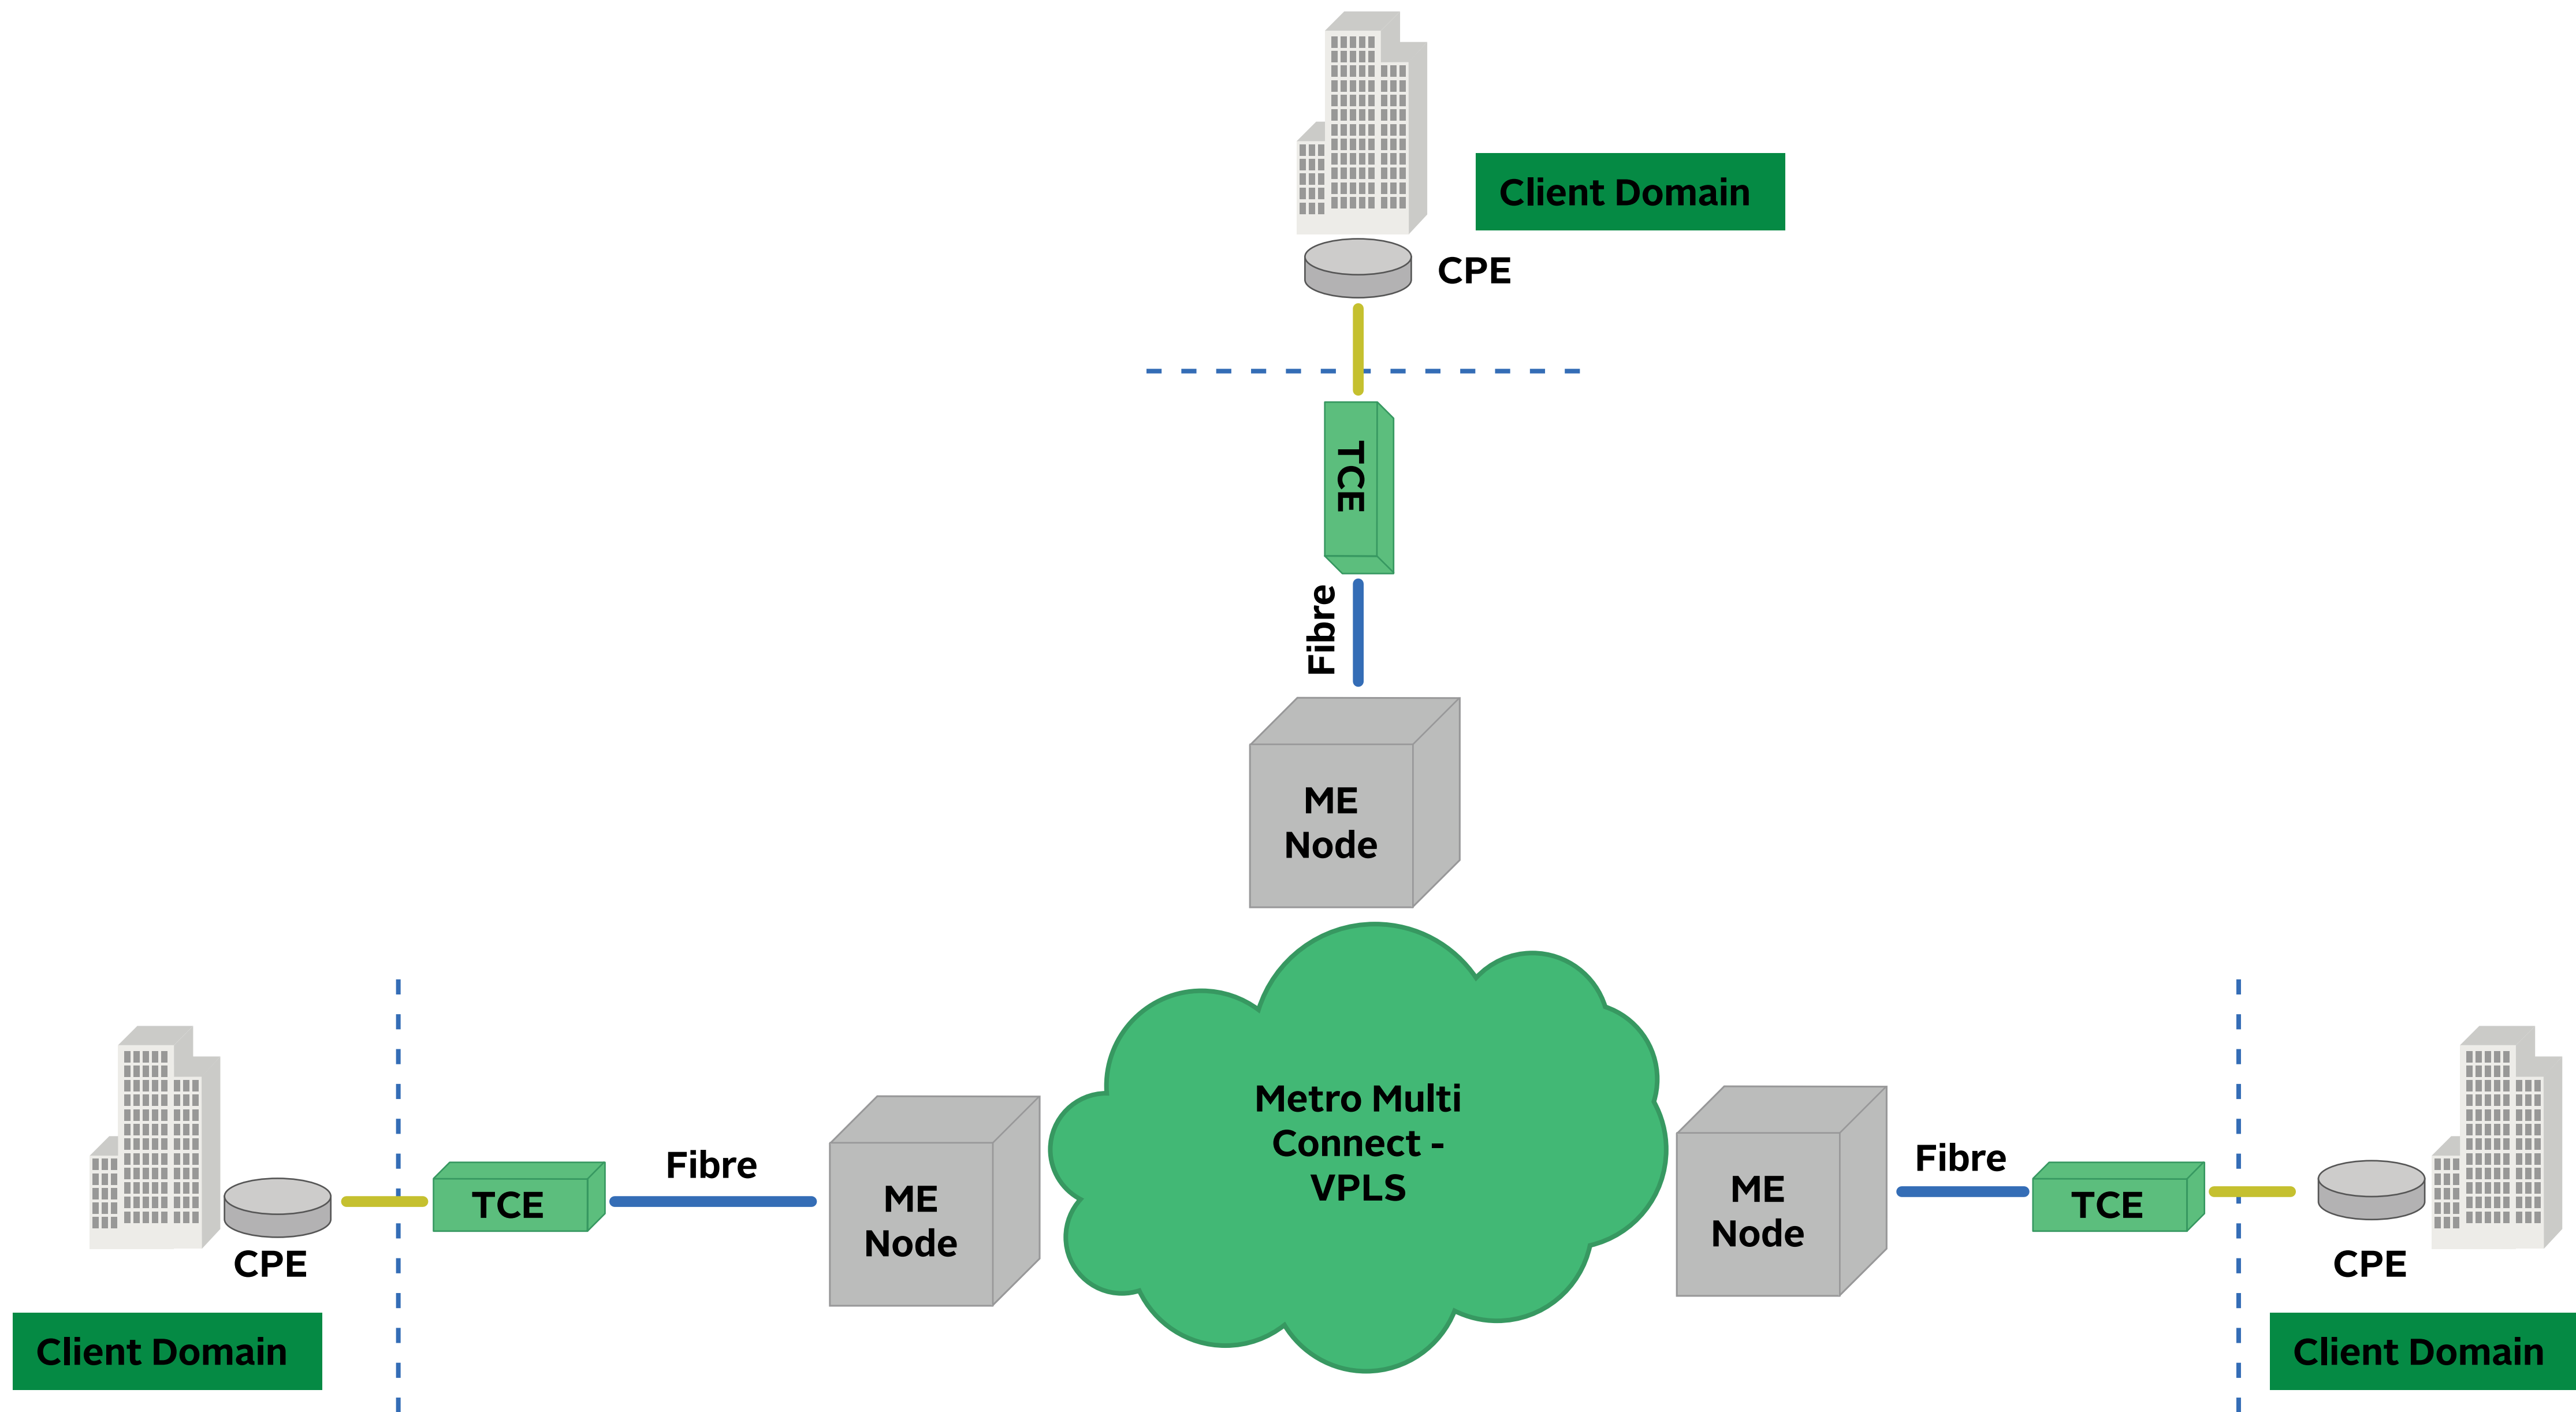 Client Domain
CPE
TCE
Fibre
ME
Node
Metro Multi
Connect -
VPLS
CPE
Client Domain
TCE
Fibre
ME
Node
ME
Node
Fibre
TCE
CPE
Client Domain